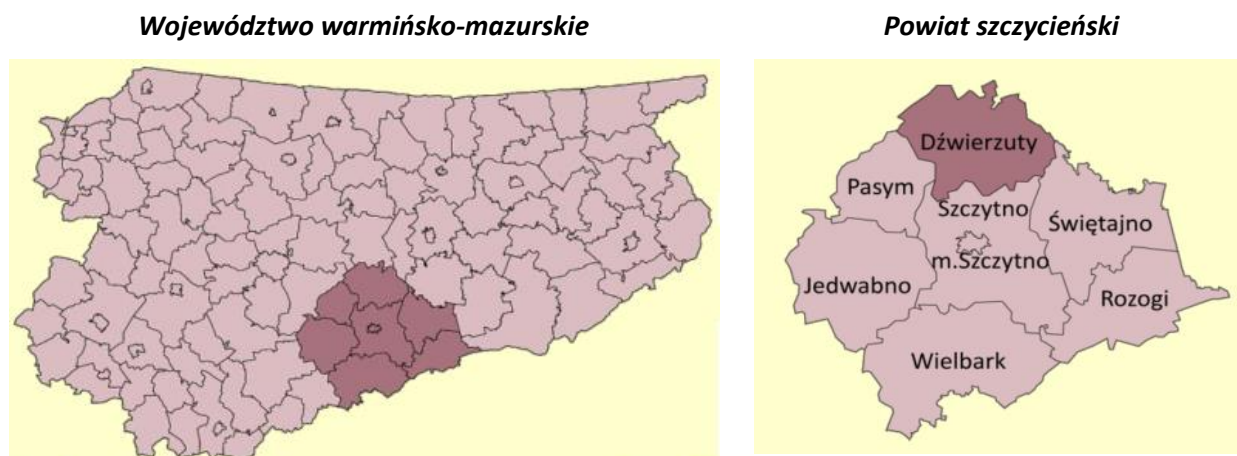 Województwo warmińsko-mazurskie
Powiat szczycieński
Dźwierzuty
Pasym
Szczytno
Świętajno
m.Szczytno
Jedwabno
Rozogi
Wielbark